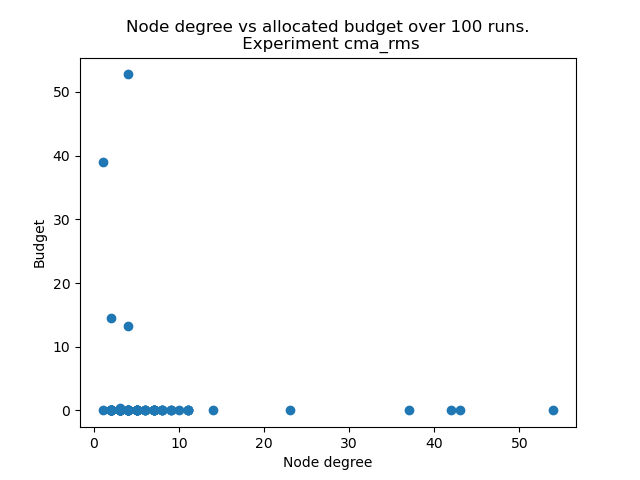 Node degree vs allocated budget over 100 runs.
Experiment cma_rms
50
40
30
20
10
0
Budget
0 10 20 30 40 50
Node degree